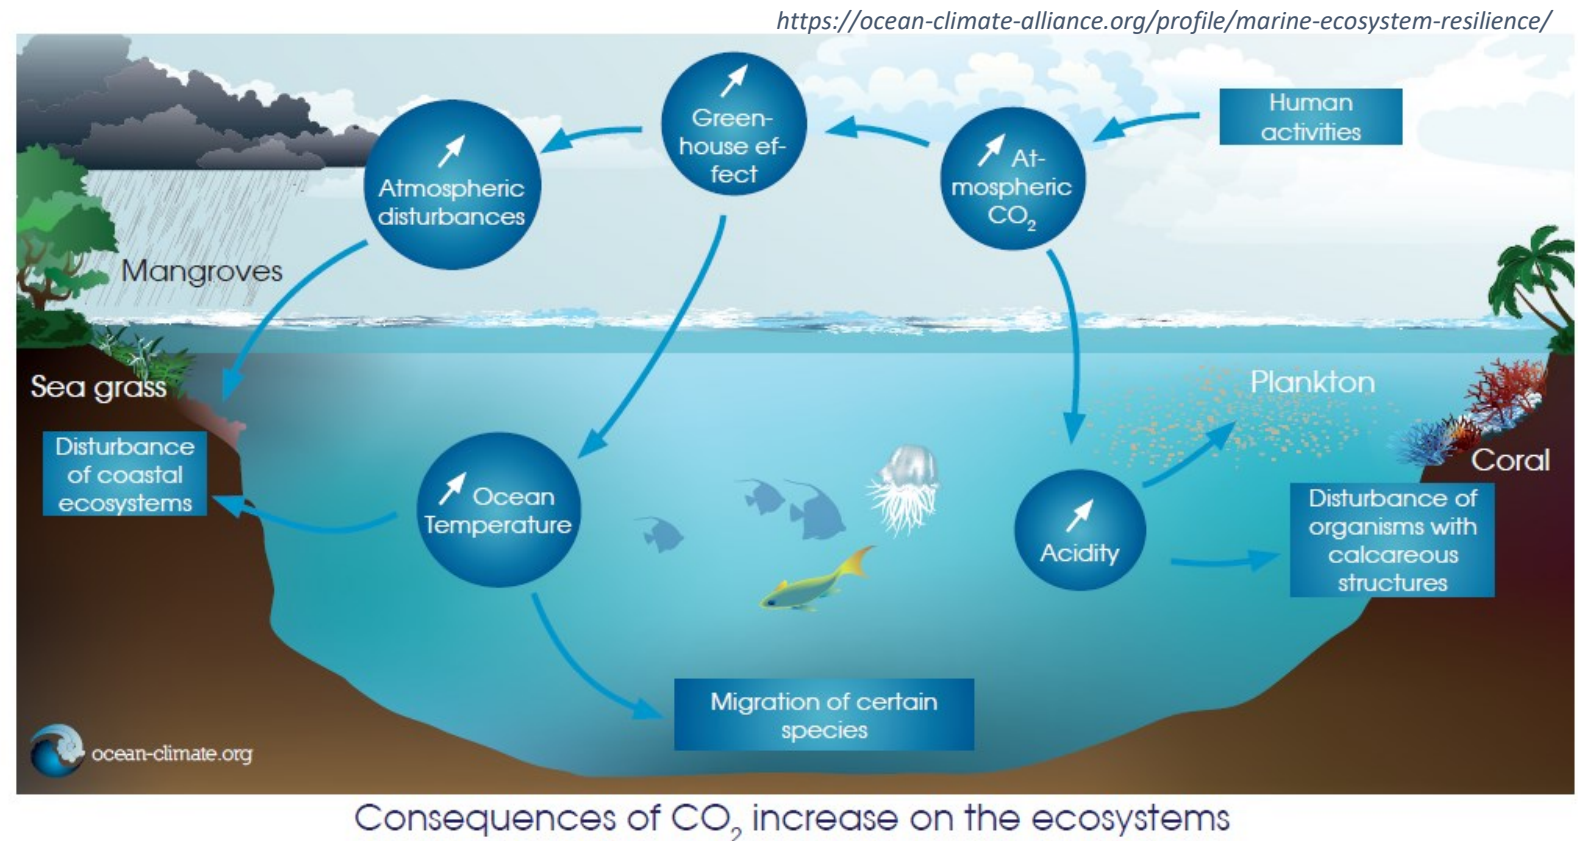 https://ocean-climate-alliance.org/profile/marine-ecosystem-resilience/
Human
activities
At-
mospheric
CO₂
Green-
house ef-
fect
Atmospheric
disturbances
Mangroves
Sea grass
Disturbance
of coastal
ecosystems
Ocean
Temperature
Plankton
Coral
Acidity
Disturbance of
organisms with
calcareous
structures
Migration of certain
species
ocean-climate.org
Consequences of CO₂ increase on the ecosystems